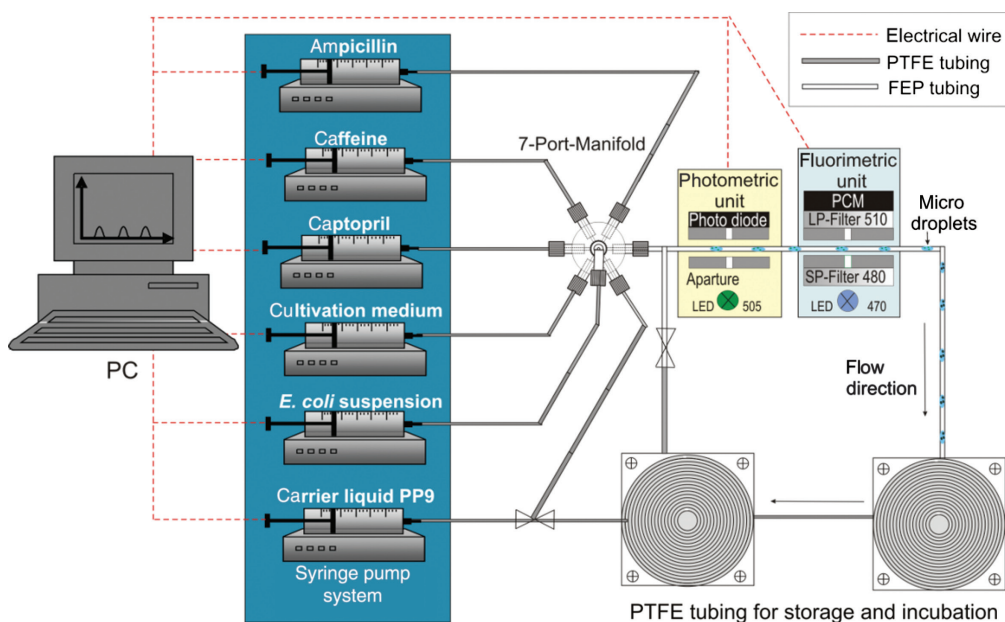 Electrical wire
PTFE tubing
FEP tubing
Ampicillin
Caffeine
Captopril
Cultivation medium
E. coli suspension
Carrier liquid PP9
Syringe pump
system
PC
7-Port-Manifold
Photometric
unit
Photo diode
Aparture
LED 505
Fluorimetric
unit
PCM
LP-Filter 510
SP-Filter 480
LED 470
Micro
droplets
Flow
direction
PTFE tubing for storage and incubation